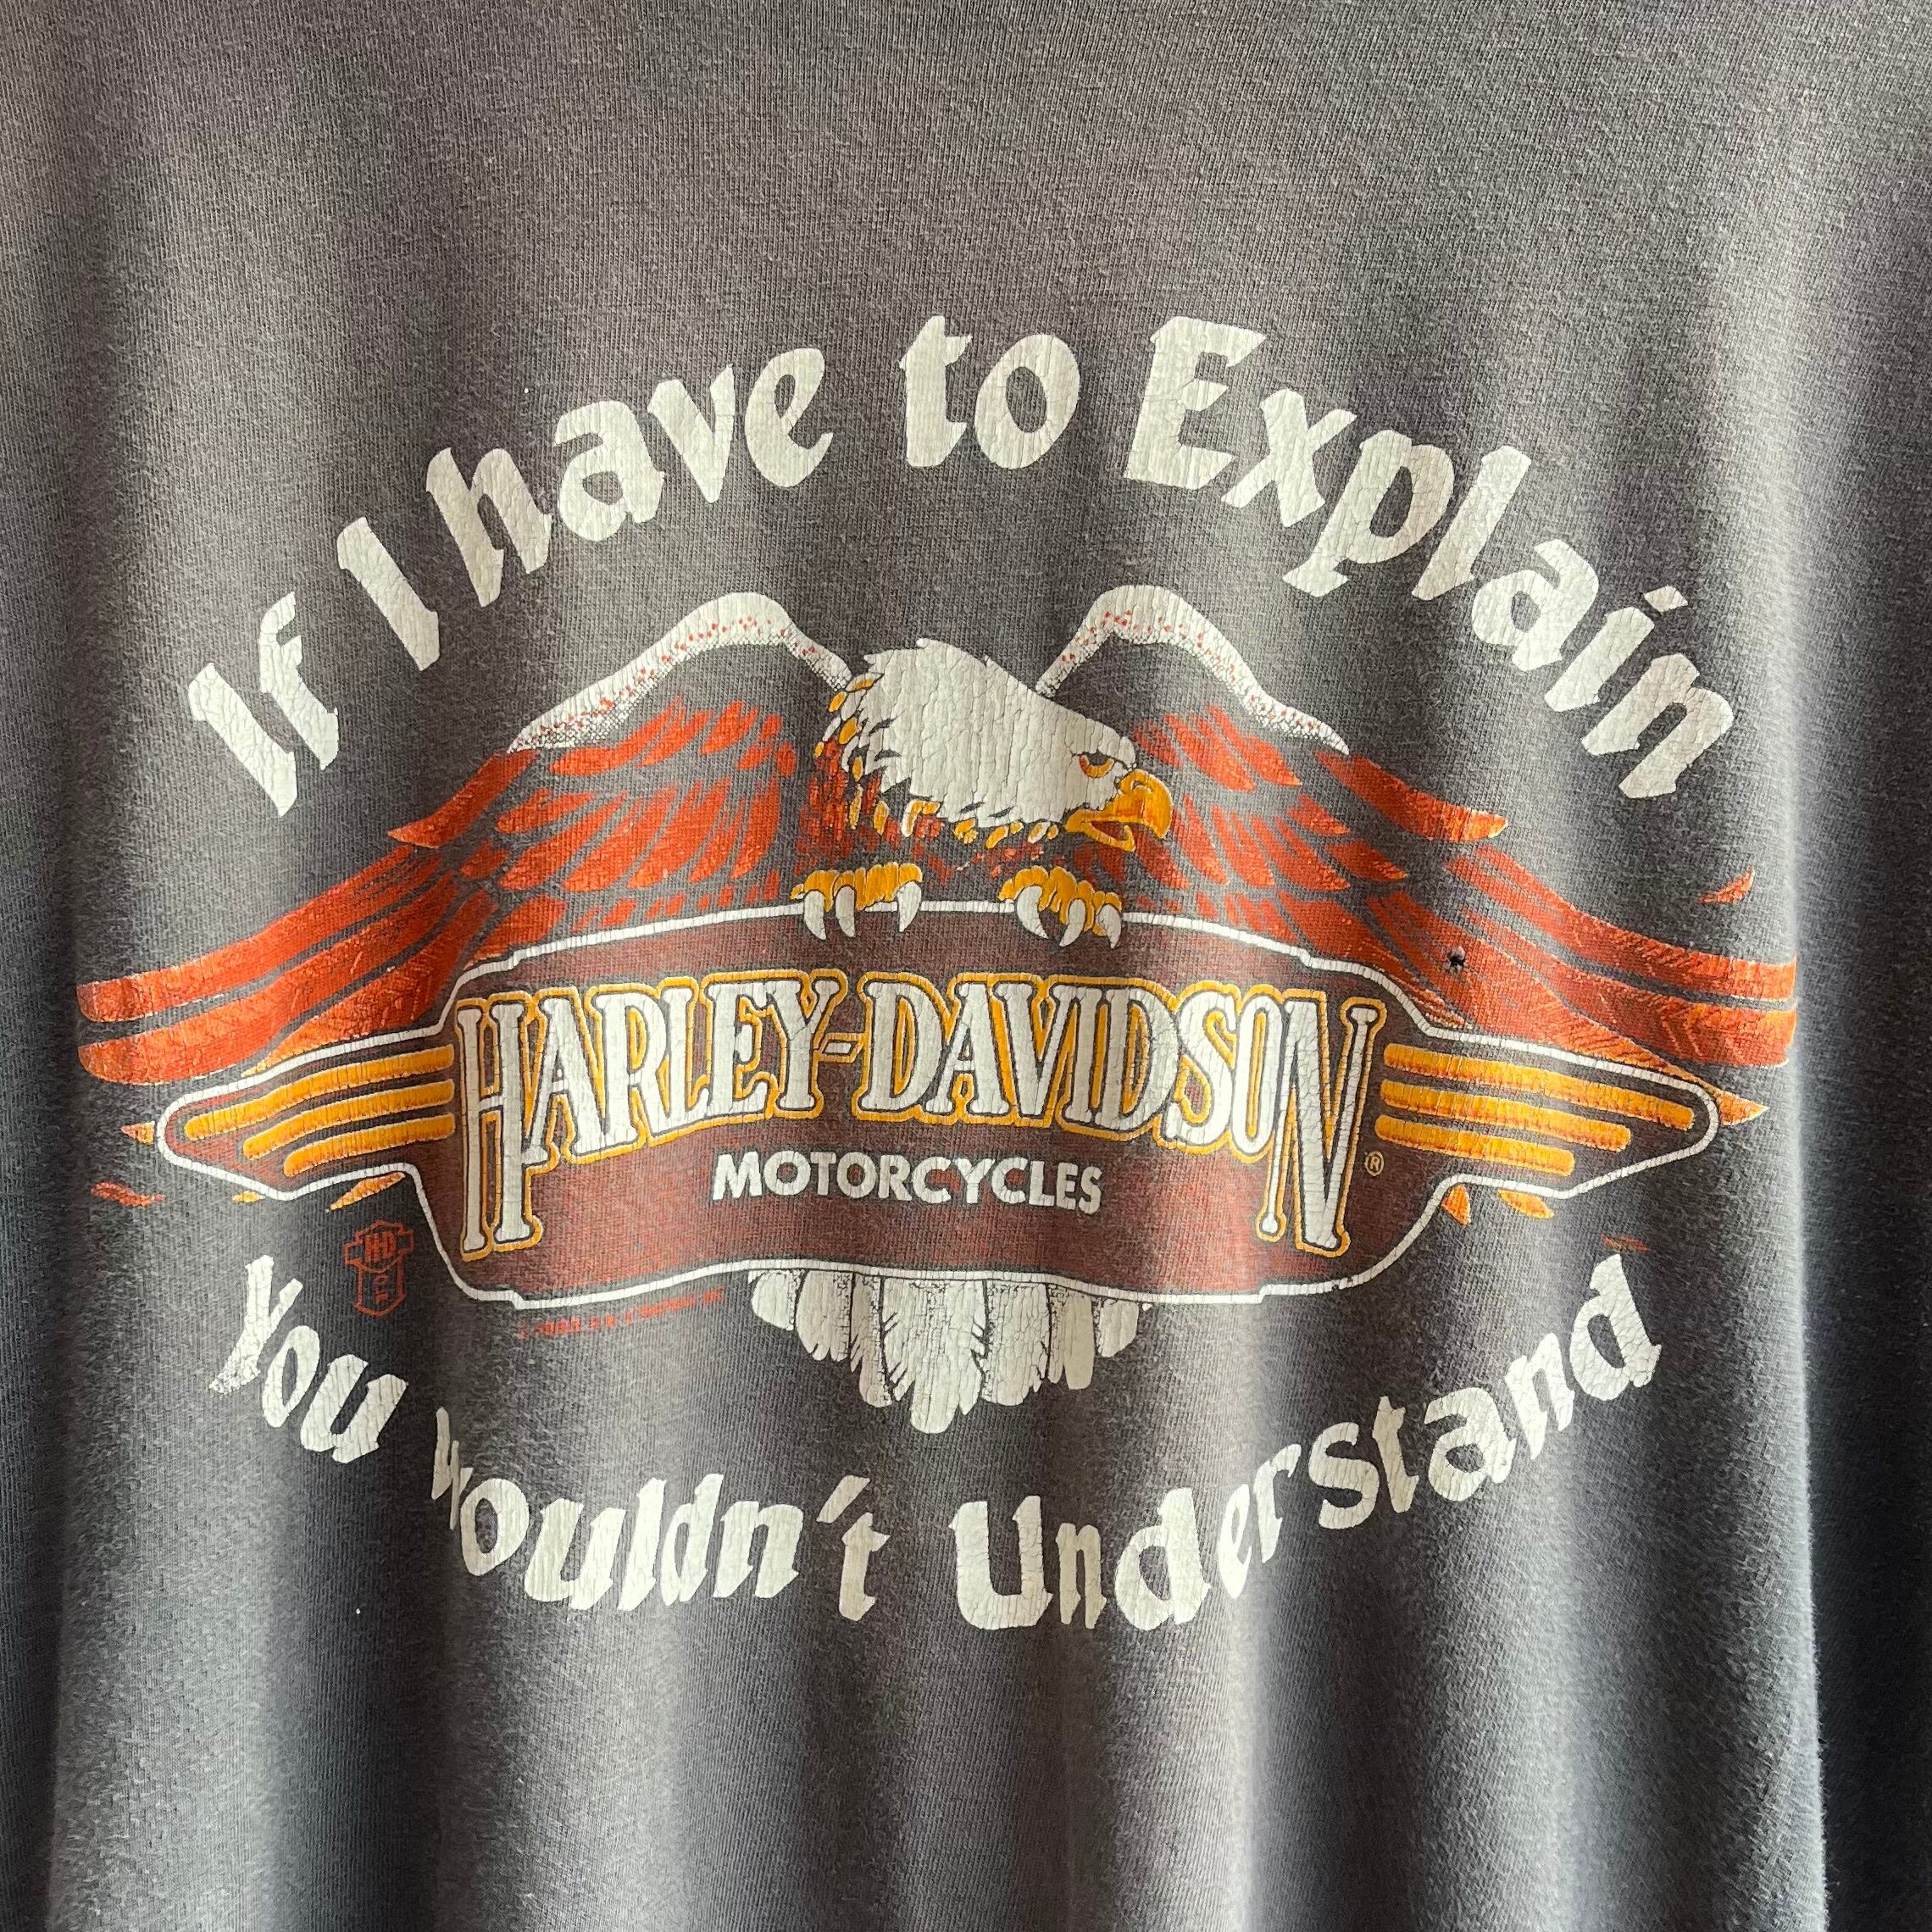 If I have to Explain
HARLEY-DAVIDSON
®
MOTORCYCLES
H-D
You Wouldn't Understand